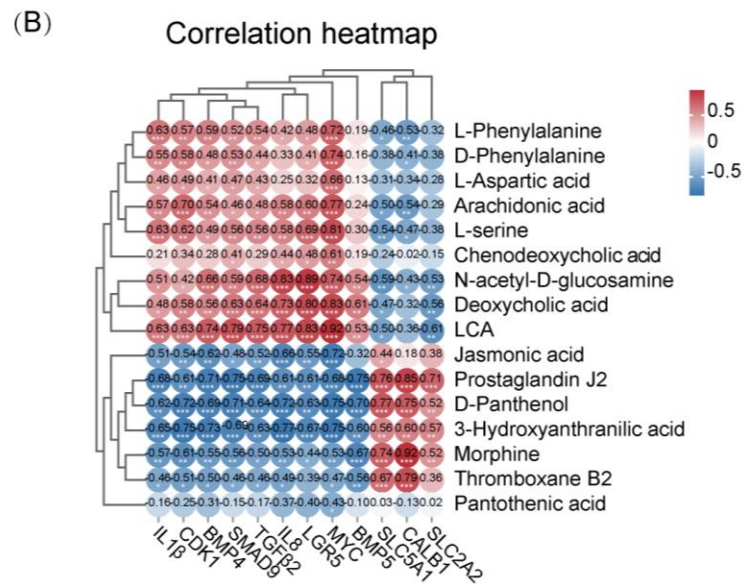 (B)
Correlation heatmap
0.63 0.57 0.59 0.52 0.54 0.42 0.48 0.72 0.19 -0.46 -0.53 -0.32 L-Phenylalanine
0.55 0.58 0.48 0.53 0.44 0.33 0.41 0.74 0.16 -0.38 -0.41 -0.38 D-Phenylalanine
0.46 0.49 0.41 0.47 0.43 0.25 0.32 0.66 0.13 -0.31 -0.34 -0.28 L-Aspartic acid
0.57 0.70 0.54 0.46 0.48 0.58 0.60 0.77 0.24 -0.50 -0.54 -0.29 Arachidonic acid
0.63 0.62 0.49 0.56 0.56 0.58 0.69 0.81 0.30 -0.54 -0.47 -0.38 L-serine
0.21 0.34 0.28 0.41 0.29 0.44 0.48 0.61 0.19 -0.24 -0.02 -0.15 Chenodeoxycholic acid
0.51 0.42 0.66 0.59 0.68 0.83 0.89 0.74 0.54 -0.59 -0.43 -0.53 N-acetyl-D-glucosamine
0.48 0.58 0.56 0.63 0.64 0.73 0.80 0.83 0.61 -0.47 -0.32 -0.56 Deoxycholic acid
0.63 0.63 0.74 0.79 0.75 0.77 0.83 0.92 0.53 -0.50 -0.36 -0.61 LCA
-0.51 -0.54 -0.62 -0.48 -0.52 -0.66 -0.55 -0.72 -0.32 0.44 0.18 0.38 Jasmonic acid
-0.68 -0.61 -0.71 -0.75 -0.69 -0.61 -0.61 -0.68 -0.75 0.76 0.85 0.71 Prostaglandin J2
-0.62 -0.72 -0.69 -0.71 -0.64 -0.72 -0.63 -0.75 -0.70 0.77 0.75 0.52 D-Panthenol
-0.65 -0.75 -0.73 -0.69 -0.63 -0.77 -0.67 -0.75 -0.60 0.56 0.60 0.57 3-Hydroxyanthranilic acid
-0.57 -0.61 -0.55 -0.56 -0.50 -0.53 -0.44 -0.53 -0.67 0.74 0.92 0.52 Morphine
-0.46 -0.51 -0.50 -0.46 -0.46 -0.49 -0.39 -0.47 -0.56 0.67 0.79 0.36 Thromboxane B2
-0.16 -0.25 -0.31 -0.15 -0.17 -0.37 -0.40 -0.43 -0.10 0.03 -0.13 0.02 Pantothenic acid
IL1β CDK1 BMP4 SMAD9 TGFβ2 IL8 LGR5 MYC BMP5 SLC5A1 CALB1 SLC2A2
0.5
0
-0.5